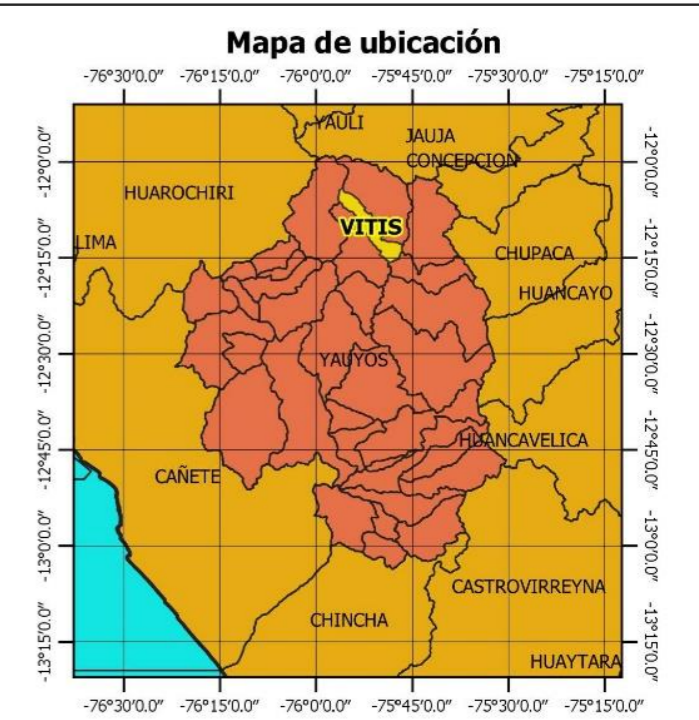 Mapa de ubicación
-76°30'0.0" -76°15'0.0" -76°0'0.0" -75°45'0.0" -75°30'0.0" -75°15'0.0"
YAULI
JAUJA
CONCEPCION
HUAROCHIRI
VITIS
LIMA
CHUPACA
HUANCAYO
YAUYOS
HUANCAVELICA
CAÑETE
CASTROVIRREYNA
CHINCHA
HUAYTARA
-12°0'0.0"
-12°15'0.0"
-12°30'0.0"
-12°45'0.0"
-13°0'0.0"
-13°15'0.0"
-12°0'0.0"
-12°15'0.0"
-12°30'0.0"
-12°45'0.0"
-13°0'0.0"
-13°15'0.0"
-76°30'0.0" -76°15'0.0" -76°0'0.0" -75°45'0.0" -75°30'0.0" -75°15'0.0"